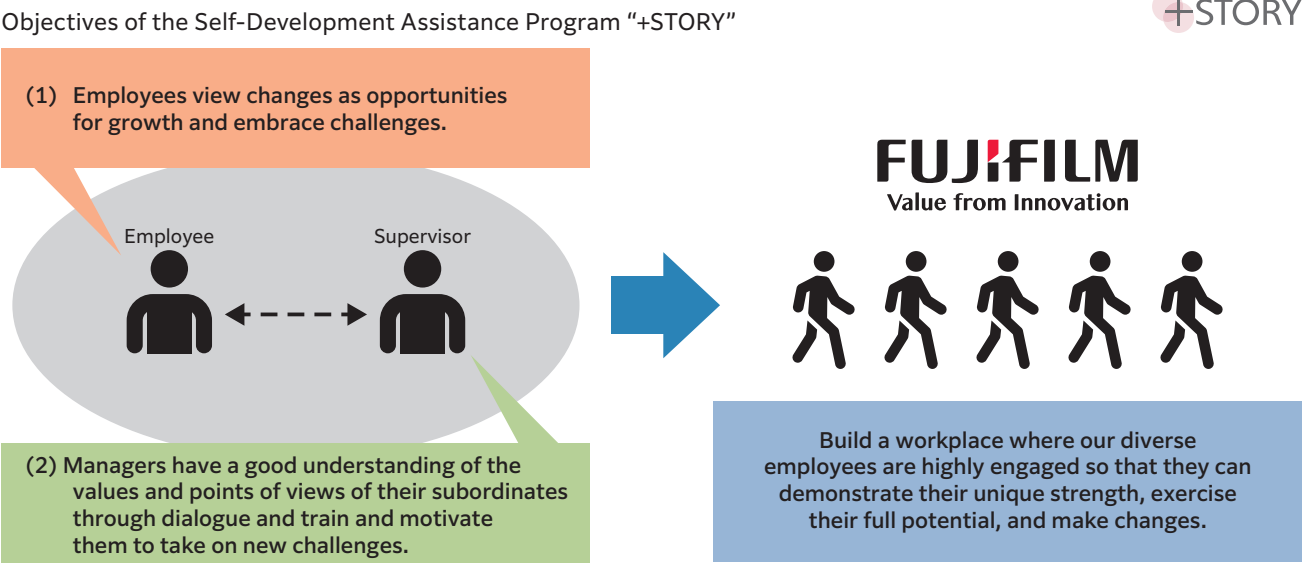 Objectives of the Self-Development Assistance Program “+STORY”
+STORY
(1) Employees view changes as opportunities
for growth and embrace challenges.
Employee
Supervisor
(2) Managers have a good understanding of the
values and points of views of their subordinates
through dialogue and train and motivate
them to take on new challenges.
FUJIFILM
Value from Innovation
Build a workplace where our diverse
employees are highly engaged so that they can
demonstrate their unique strength, exercise
their full potential, and make changes.